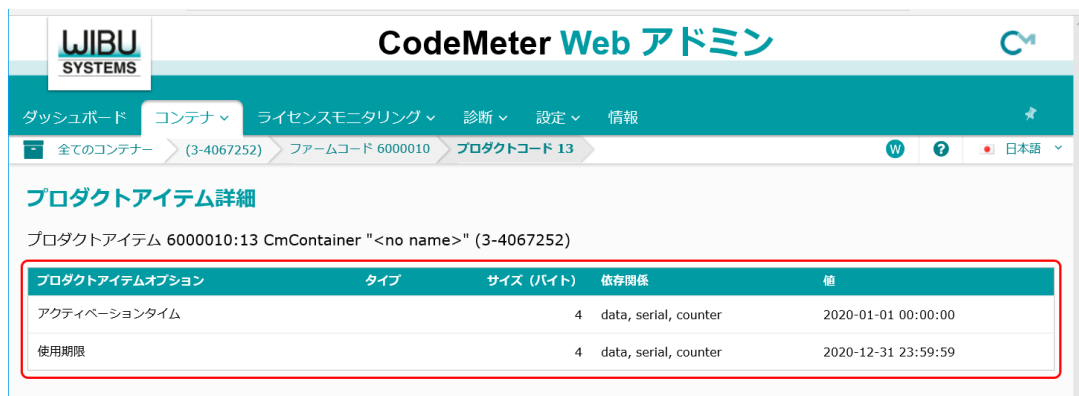 WIBU
SYSTEMS
CodeMeter Web アドミン
ダッシュボード コンテナ ライセンスモニタリング 診断 設定 情報
全てのコンテナー (3-4067252) ファームコード 6000010 プロダクトコード 13 W ? 日本語
プロダクトアイテム詳細
プロダクトアイテム 6000010:13 CmContainer "<no name>" (3-4067252)
プロダクトアイテムオプション タイプ サイズ（バイト） 依存関係 値
アクティベーションタイム 4 data, serial, counter 2020-01-01 00:00:00
使用期限 4 data, serial, counter 2020-12-31 23:59:59